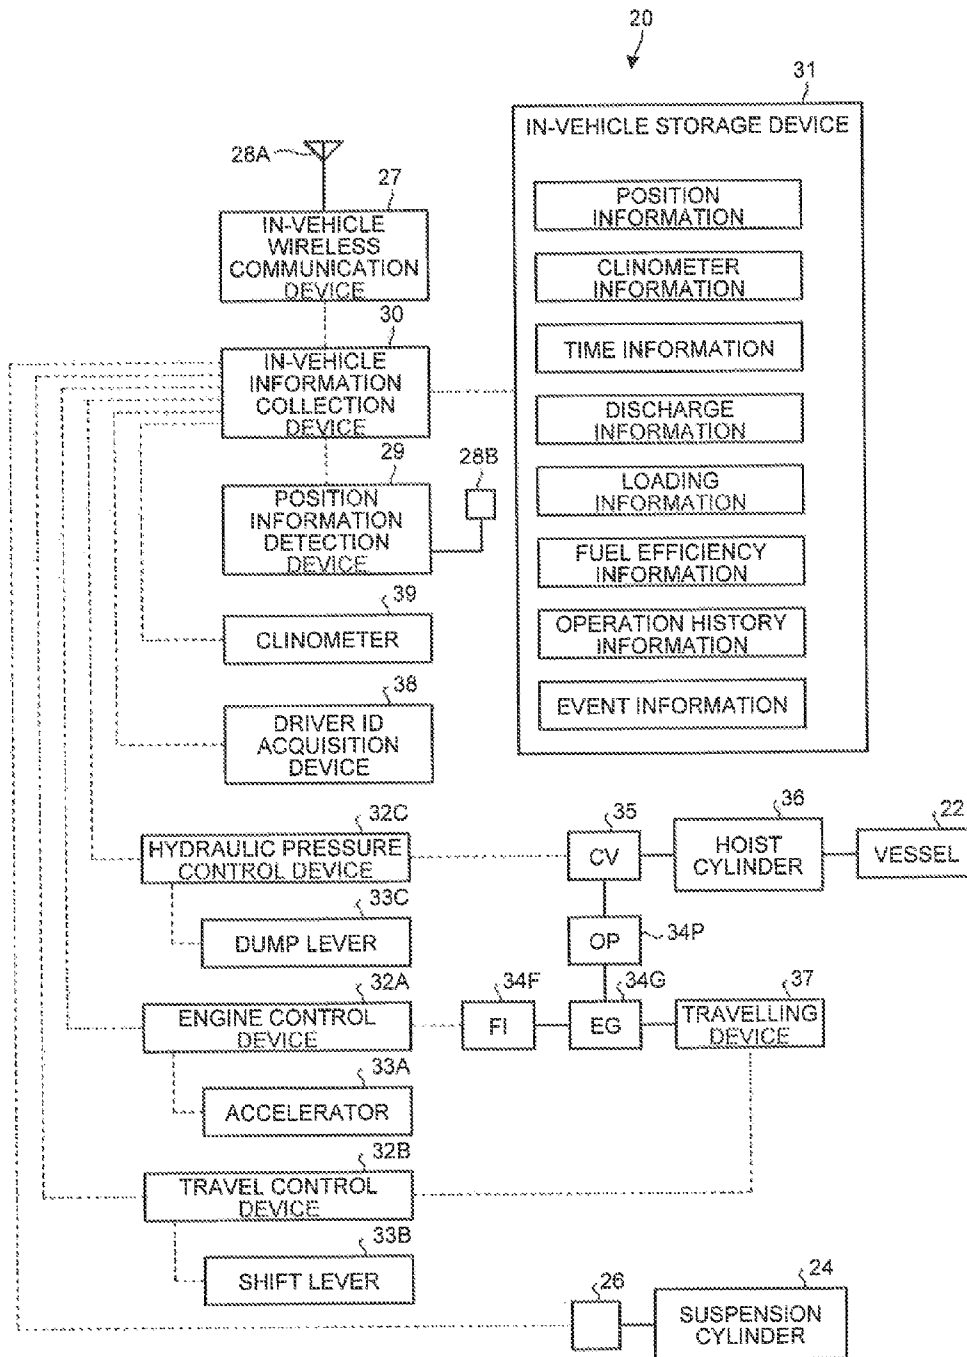 20
31
IN-VEHICLE STORAGE DEVICE
POSITION
INFORMATION
CLINOMETER
INFORMATION
TIME INFORMATION
DISCHARGE
INFORMATION
LOADING
INFORMATION
FUEL EFFICIENCY
INFORMATION
OPERATION HISTORY
INFORMATION
EVENT INFORMATION
28A
27
IN-VEHICLE
WIRELESS
COMMUNICATION
DEVICE
30
IN-VEHICLE
INFORMATION
COLLECTION
DEVICE
29
28B
POSITION
INFORMATION
DETECTION
DEVICE
39
CLINOMETER
38
DRIVER ID
ACQUISITION
DEVICE
32C
HYDRAULIC PRESSURE
CONTROL DEVICE
35
CV
36
HOIST
CYLINDER
22
VESSEL
33C
DUMP LEVER
OP
34P
32A
ENGINE CONTROL
DEVICE
34F
FI
34G
EG
37
TRAVELLING
DEVICE
33A
ACCELERATOR
32B
TRAVEL CONTROL
DEVICE
33B
SHIFT LEVER
26
24
SUSPENSION
CYLINDER